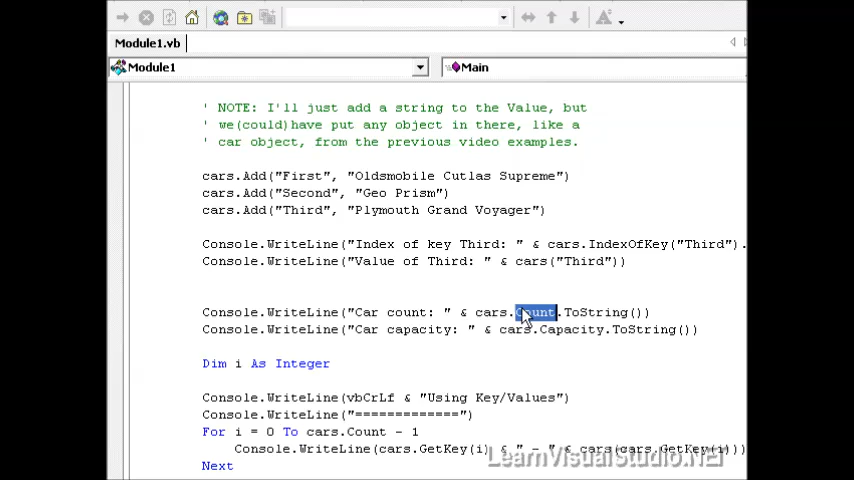 Module1.vb
Module1
Main
' NOTE: I'll just add a string to the Value, but
' we(could)have put any object in there, like a
' car object, from the previous video examples.
cars.Add("First", "Oldsmobile Cutlas Supreme")
cars.Add("Second", "Geo Prism")
cars.Add("Third", "Plymouth Grand Voyager")
Console.WriteLine("Index of key Third: " & cars.IndexOfKey("Third").
Console.WriteLine("Value of Third: " & cars("Third"))
Console.WriteLine("Car count: " & cars.Count.ToString())
Console.WriteLine("Car capacity: " & cars.Capacity.ToString())
Dim i As Integer
Console.WriteLine(vbCrLf & "Using Key/Values")
Console.WriteLine("=============")
For i = 0 To cars.Count - 1
Console.WriteLine(cars.GetKey(i) & " - " & cars(cars.GetKey(i)))
Next
LearnVisualStudio.NET